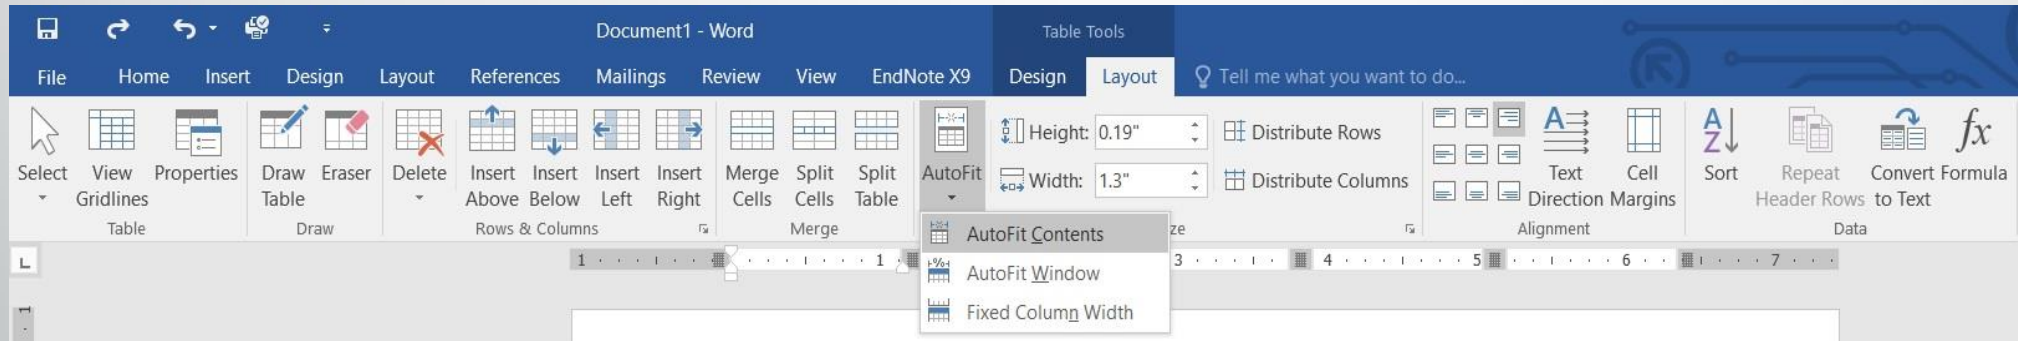 Document1 - Word
Table Tools
File Home Insert Design Layout References Mailings Review View EndNote X9 Design Layout Tell me what you want to do...
Height: 0.19" Distribute Rows
Select View Properties Draw Eraser Delete Insert Insert Insert Insert Merge Split Split AutoFit Width: 1.3" Distribute Columns Text Cell Sort Repeat Convert Formula
Gridlines Table Above Below Left Right Cells Cells Table Direction Margins Header Rows to Text
Table Draw Rows & Columns Merge ze Alignment Data
AutoFit Contents
1 1 3 4 5 6 7
AutoFit Window
Fixed Column Width
1